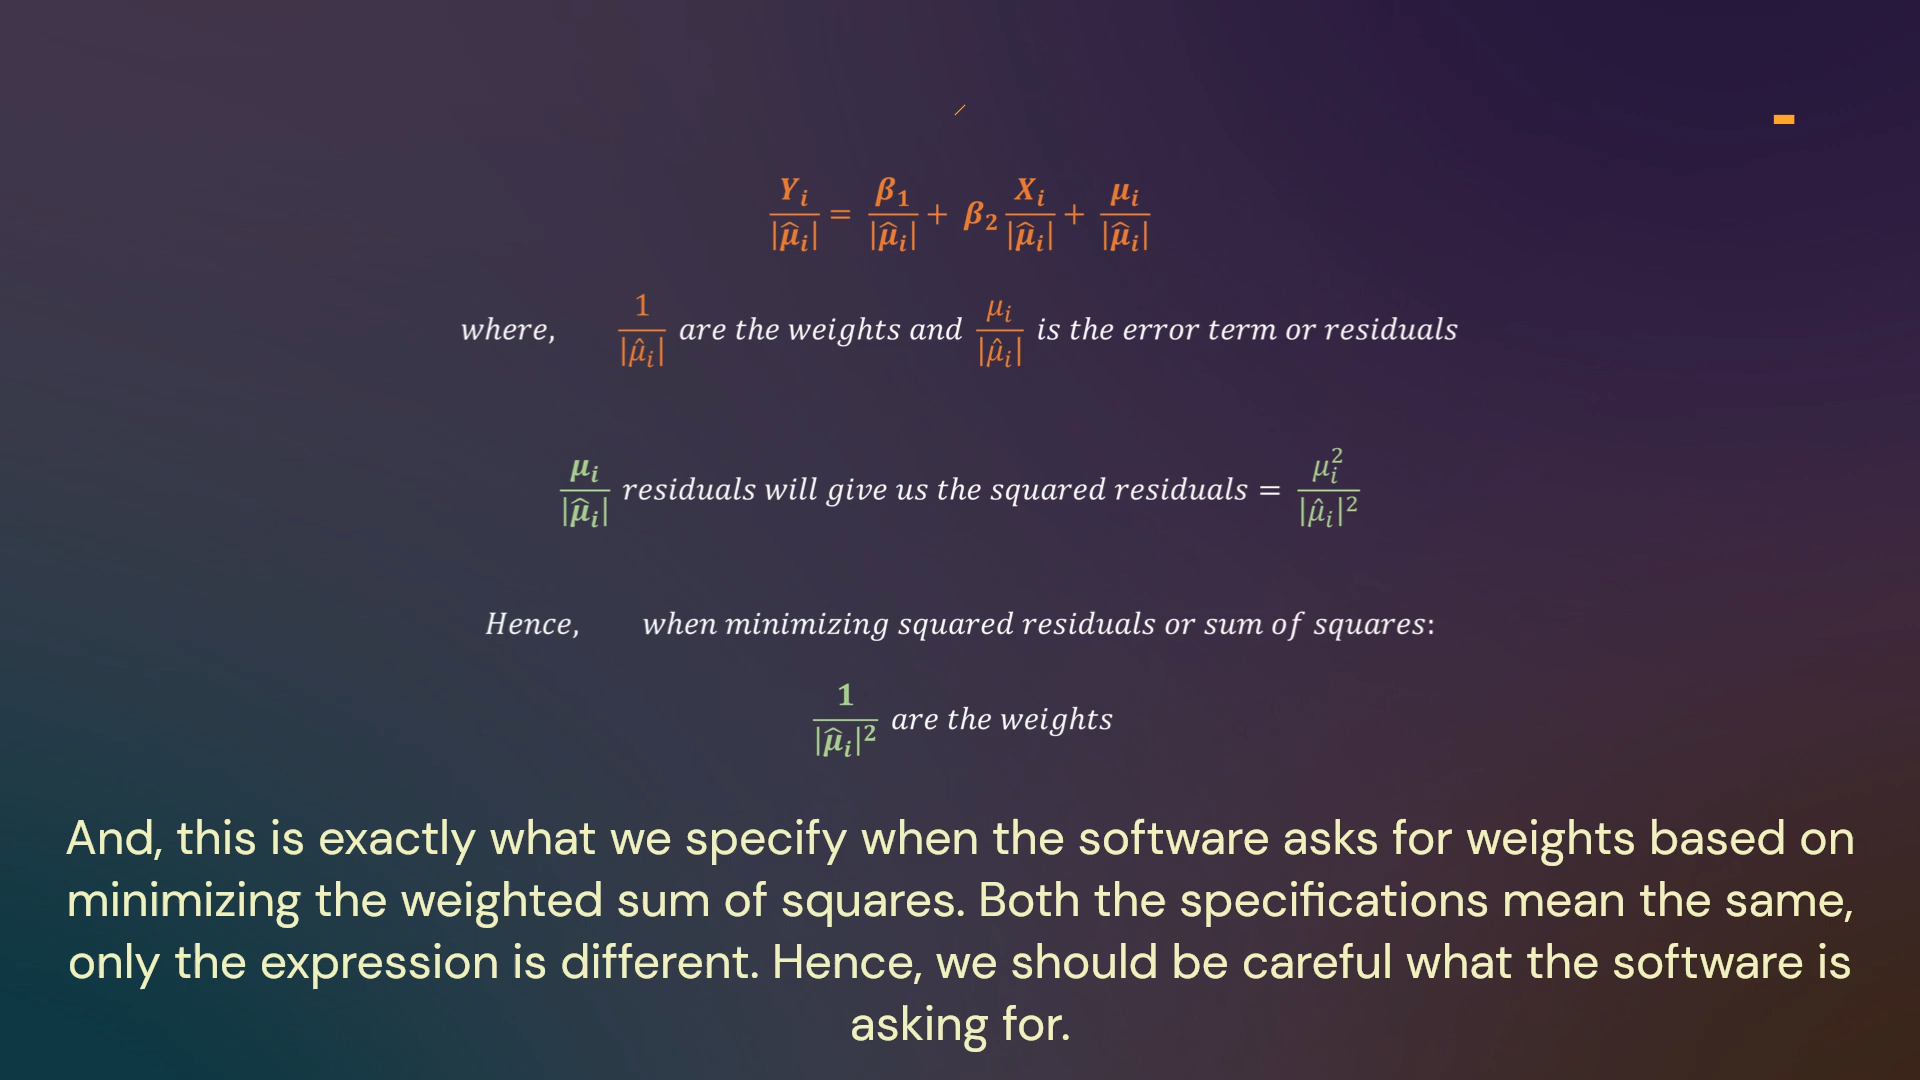 Yᵢ/|μ̂ᵢ| = β₁/|μ̂ᵢ| + β₂ Xᵢ/|μ̂ᵢ| + μᵢ/|μ̂ᵢ|
where, 1/|μ̂ᵢ| are the weights and μᵢ/|μ̂ᵢ| is the error term or residuals
μᵢ/|μ̂ᵢ| residuals will give us the squared residuals = μᵢ²/|μ̂ᵢ|²
Hence, when minimizing squared residuals or sum of squares:
1/|μ̂ᵢ|² are the weights
And, this is exactly what we specify when the software asks for weights based on
minimizing the weighted sum of squares. Both the specifications mean the same,
only the expression is different. Hence, we should be careful what the software is
asking for.